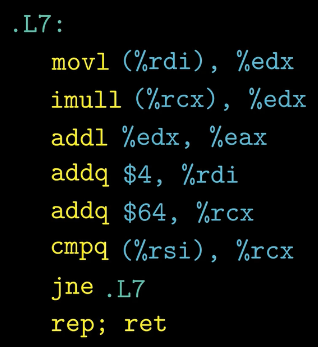 .L7:
movl (%rdi), %edx
imull (%rcx), %edx
addl %edx, %eax
addq $4, %rdi
addq $64, %rcx
cmpq (%rsi), %rcx
jne .L7
rep; ret